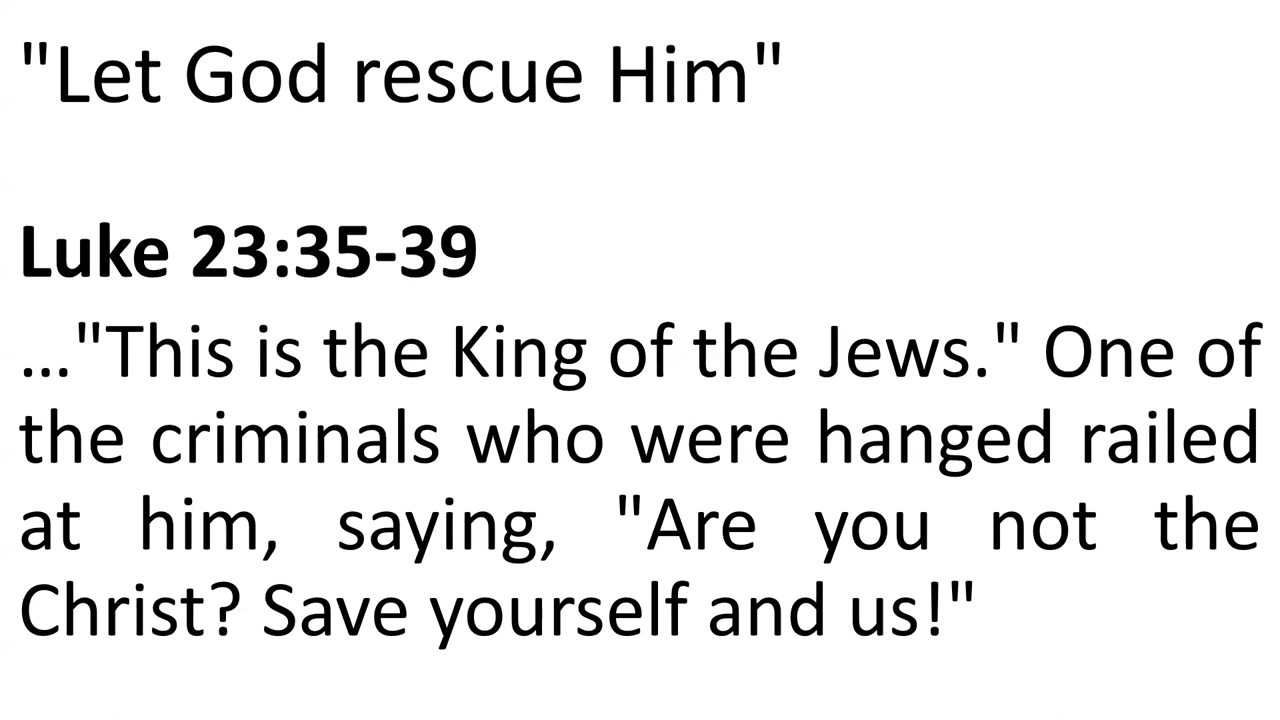 "Let God rescue Him"
Luke 23:35-39
..."This is the King of the Jews." One of
the criminals who were hanged railed
at him, saying, "Are you not the
Christ? Save yourself and us!"